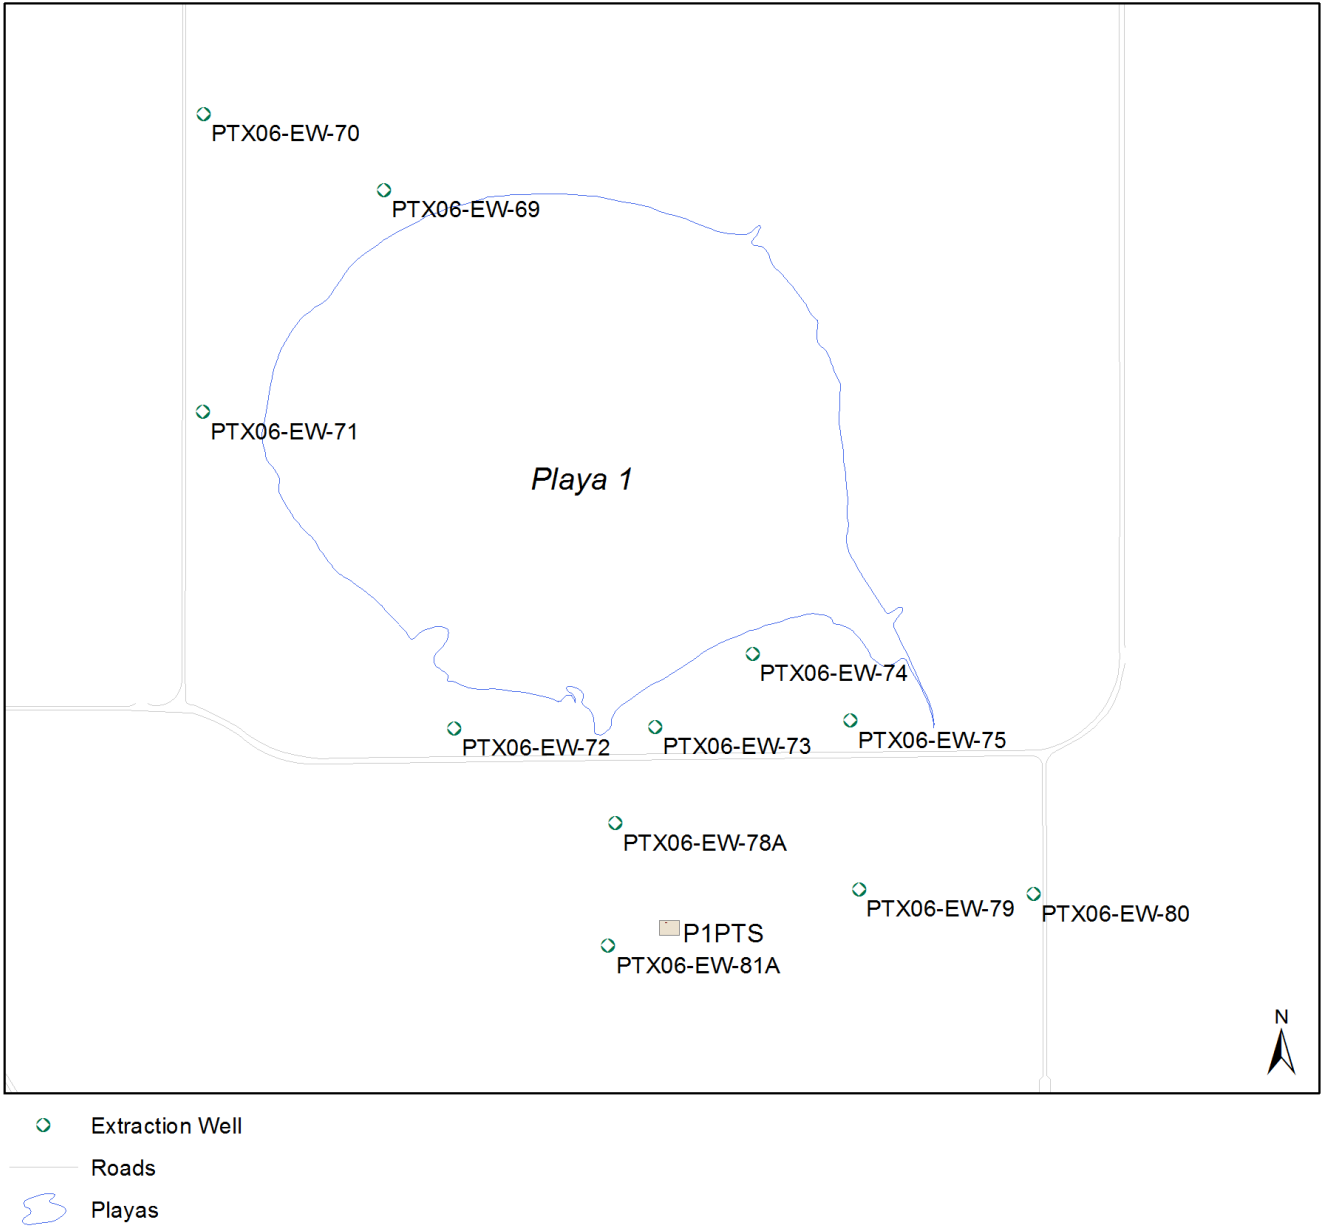 PTX06-EW-70
PTX06-EW-69
PTX06-EW-71
Playa 1
PTX06-EW-74
PTX06-EW-72
PTX06-EW-73
PTX06-EW-75
PTX06-EW-78A
PTX06-EW-79
PTX06-EW-80
P1PTS
PTX06-EW-81A
N
Extraction Well
Roads
Playas